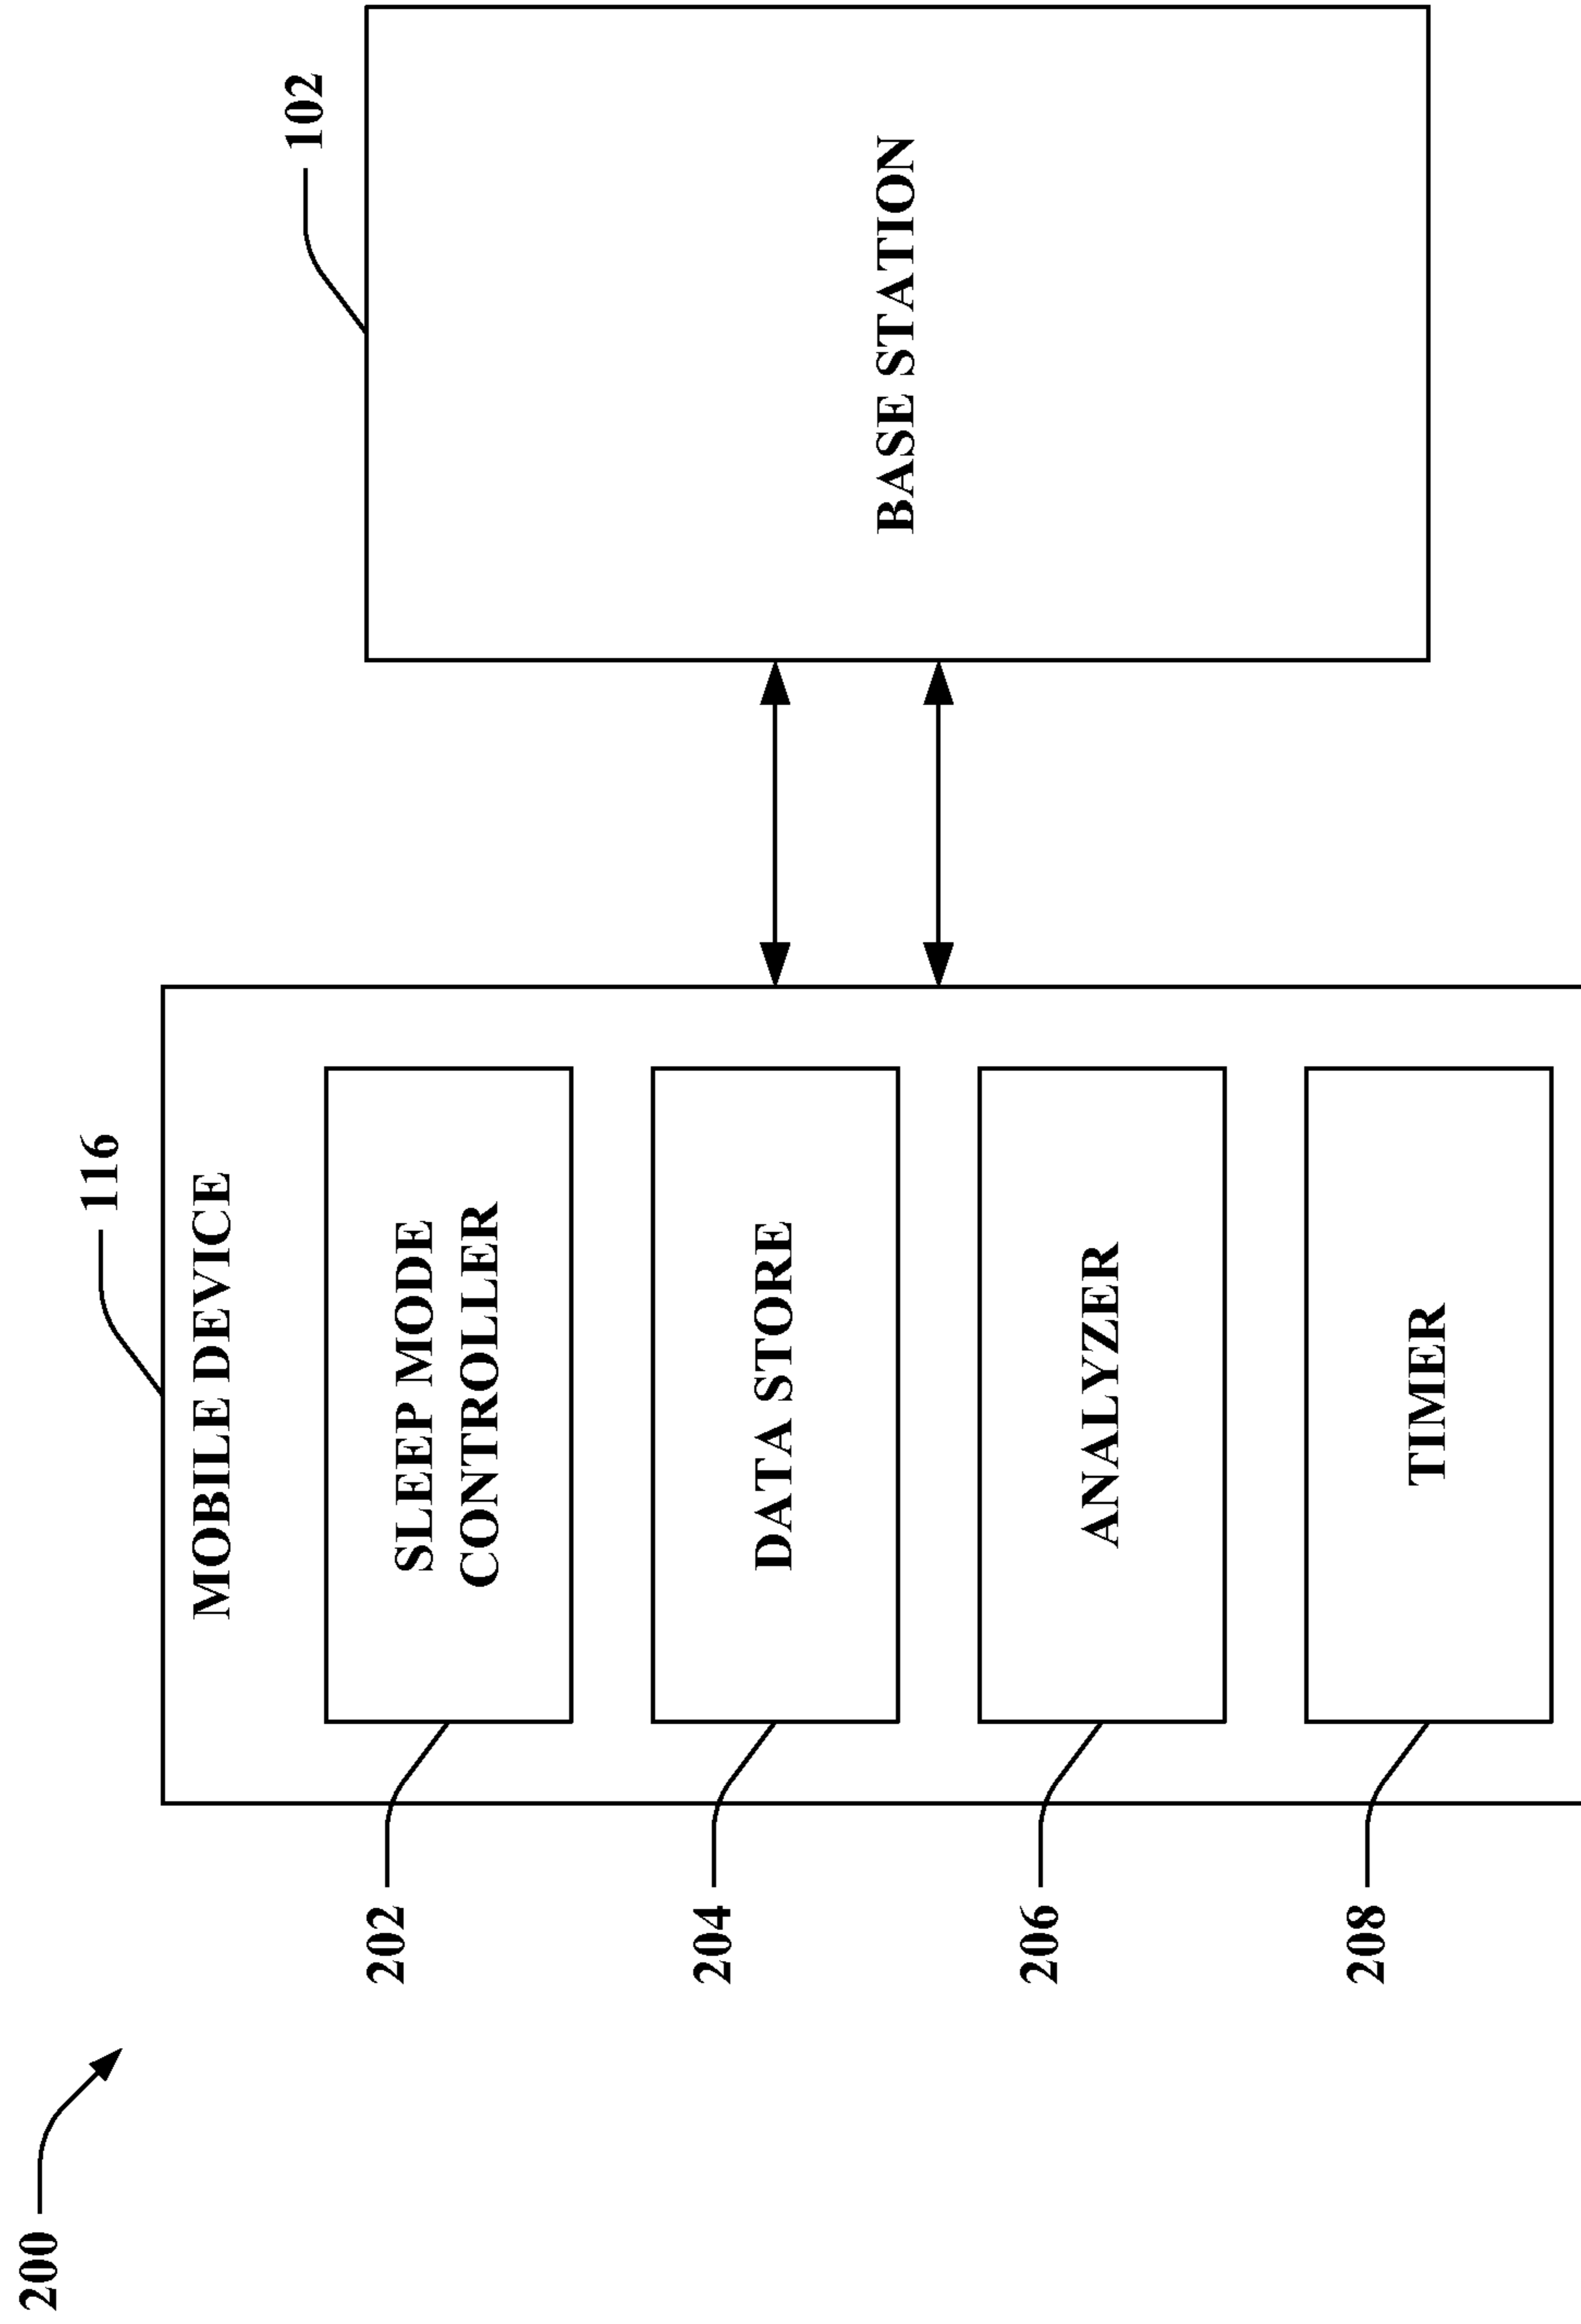 200
116
102
MOBILE DEVICE
202
SLEEP MODE
CONTROLLER
204
DATA STORE
206
ANALYZER
208
TIMER
BASE STATION